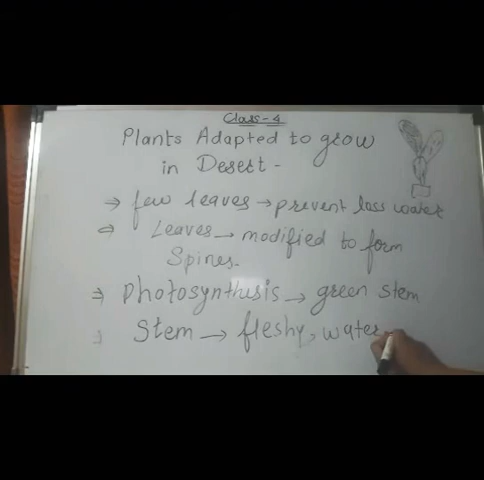 Class-4
Plants Adapted to grow
in Desert -
⇒ few leaves → prevent loss water
⇒ Leaves → modified to form
Spines.
⇒ Photosynthesis → green stem
⇒ Stem → fleshy, water